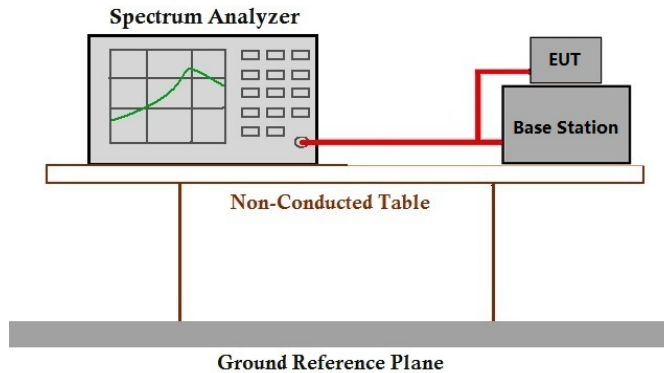 Spectrum Analyzer
EUT
Base Station
Non-Conducted Table
Ground Reference Plane